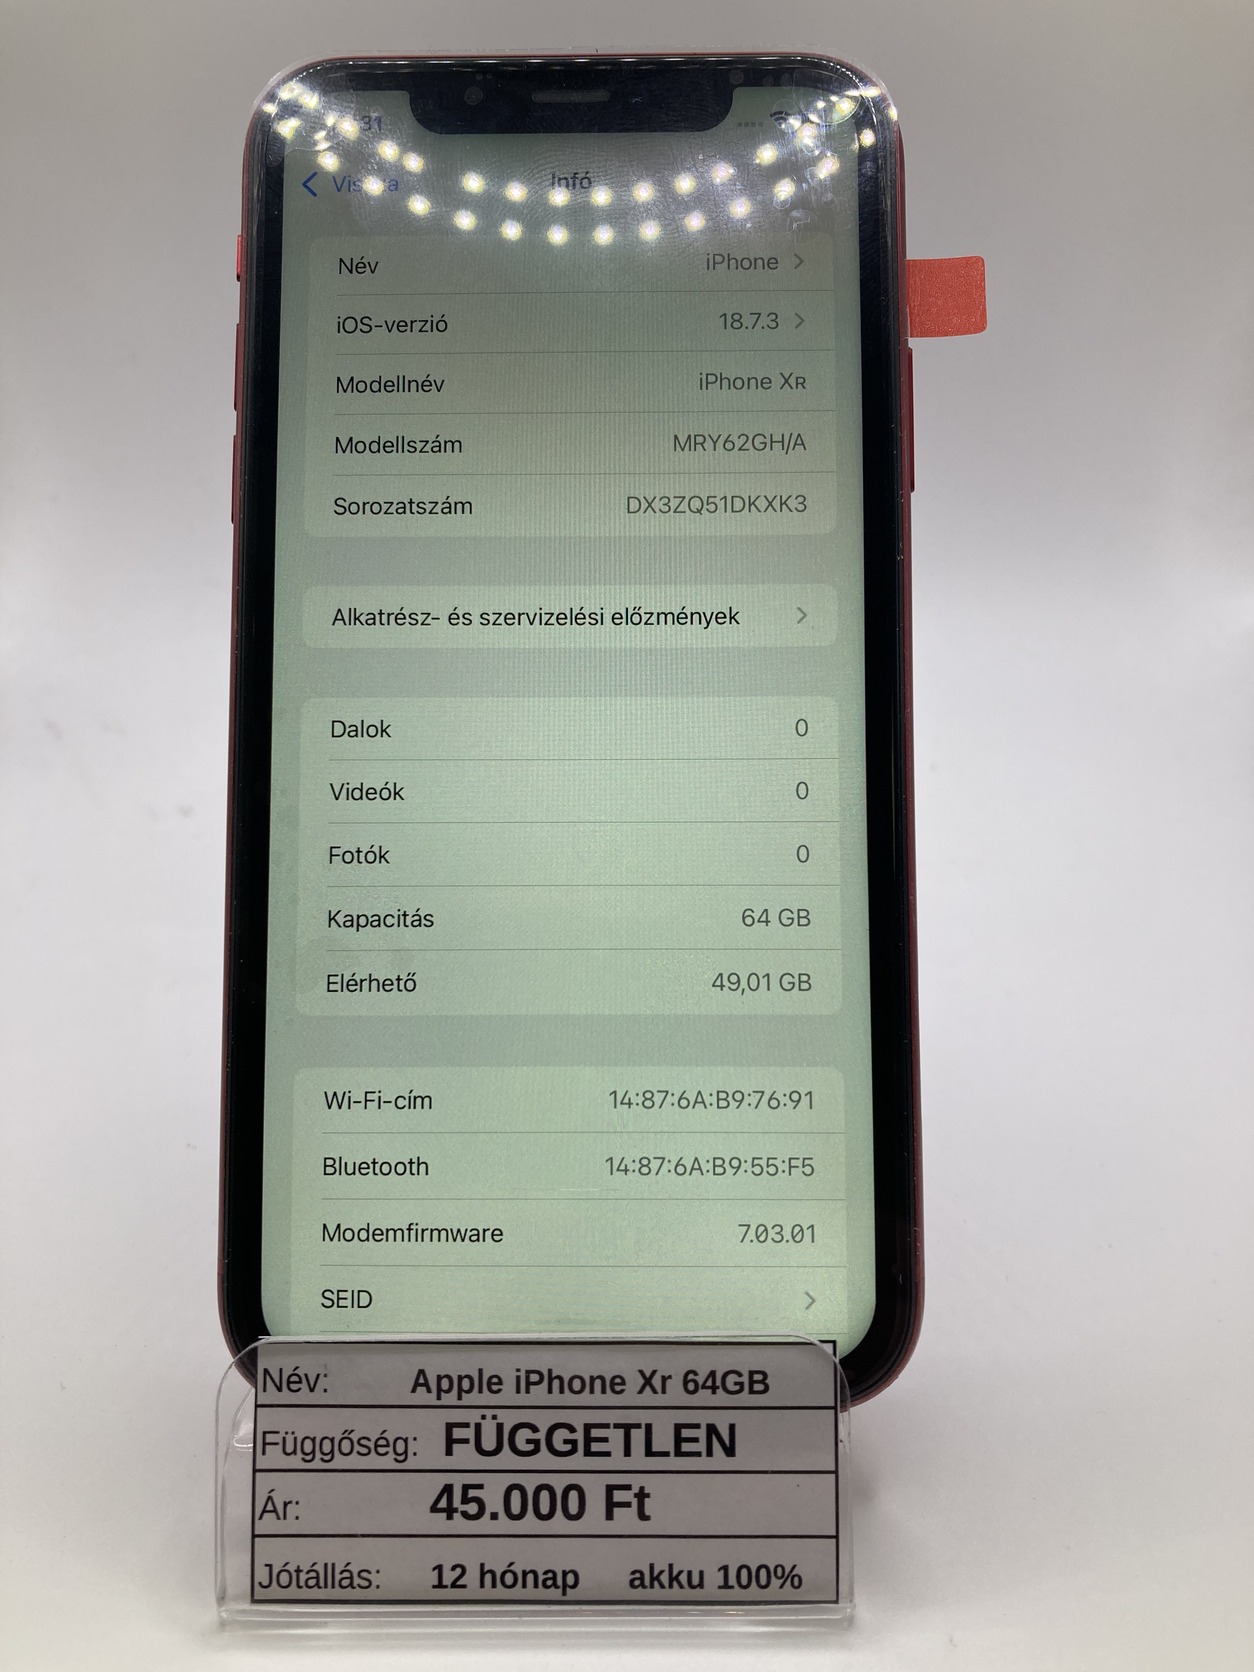 31
Vissza
Infó
Név iPhone
iOS-verzió 18.7.3
Modellnév iPhone XR
Modellszám MRY62GH/A
Sorozatszám DX3ZQ51DKXK3
Alkatrész- és szervizelési előzmények
Dalok 0
Videók 0
Fotók 0
Kapacitás 64 GB
Elérhető 49,01 GB
Wi-Fi-cím 14:87:6A:B9:76:91
Bluetooth 14:87:6A:B9:55:F5
Modemfirmware 7.03.01
SEID
Név: Apple iPhone Xr 64GB
Függőség: FÜGGETLEN
Ár: 45.000 Ft
Jótállás: 12 hónap akku 100%